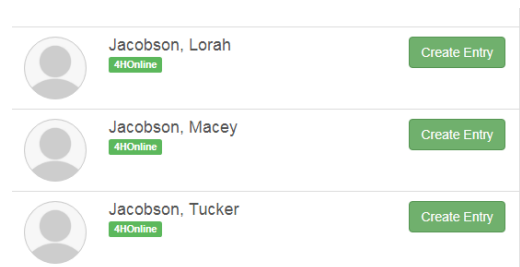 Jacobson, Lorah
4HOnline
Create Entry
Jacobson, Macey
4HOnline
Create Entry
Jacobson, Tucker
4HOnline
Create Entry